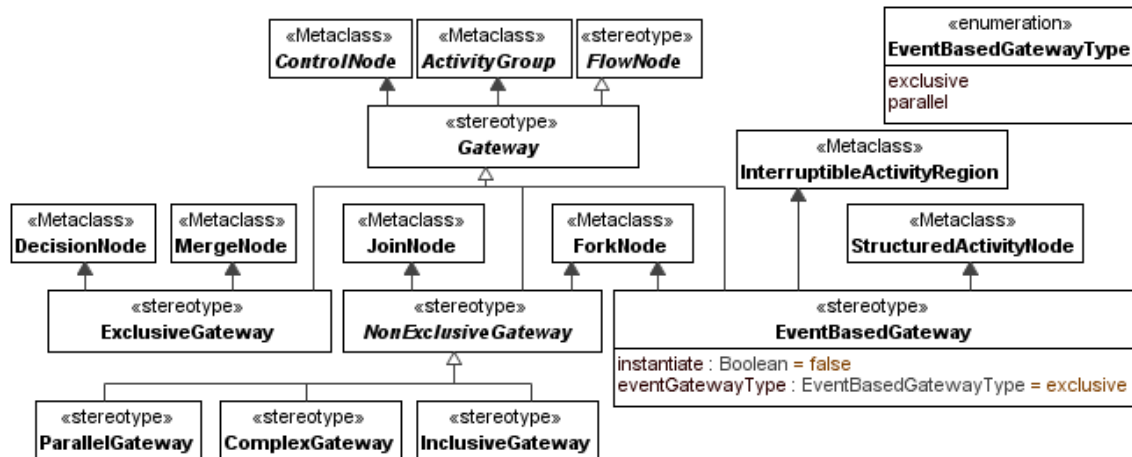 «Metaclass»
ControlNode
«Metaclass»
ActivityGroup
«stereotype»
FlowNode
«enumeration»
EventBasedGatewayType
exclusive
parallel
«stereotype»
Gateway
«Metaclass»
InterruptibleActivityRegion
«Metaclass»
DecisionNode
«Metaclass»
MergeNode
«Metaclass»
JoinNode
«Metaclass»
ForkNode
«Metaclass»
StructuredActivityNode
«stereotype»
ExclusiveGateway
«stereotype»
NonExclusiveGateway
«stereotype»
EventBasedGateway
instantiate : Boolean = false
eventGatewayType : EventBasedGatewayType = exclusive
«stereotype»
ParallelGateway
«stereotype»
ComplexGateway
«stereotype»
InclusiveGateway